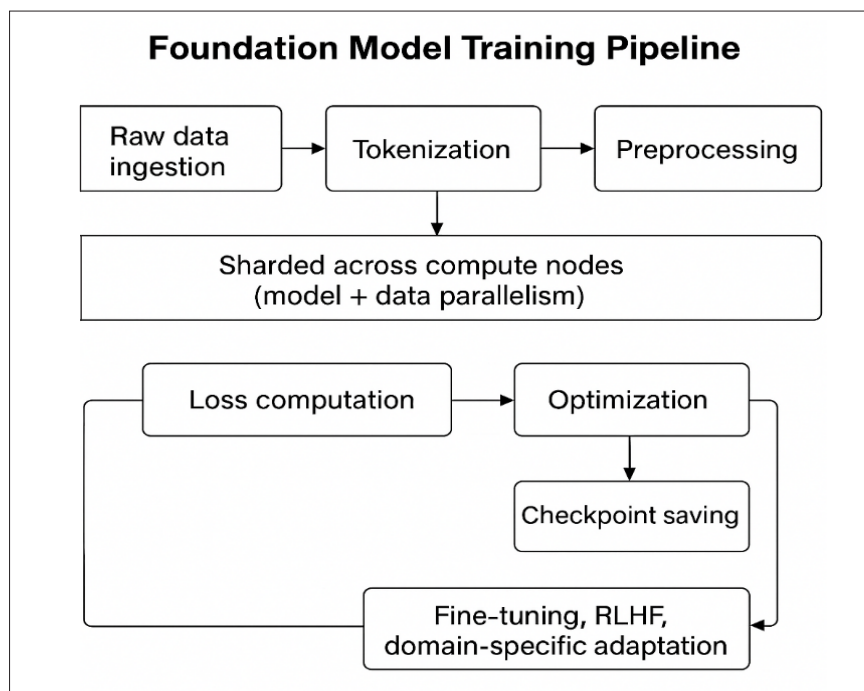 Foundation Model Training Pipeline
Raw data
ingestion
Tokenization
Preprocessing
Sharded across compute nodes
(model + data parallelism)
Loss computation
Optimization
Checkpoint saving
Fine-tuning, RLHF,
domain-specific adaptation